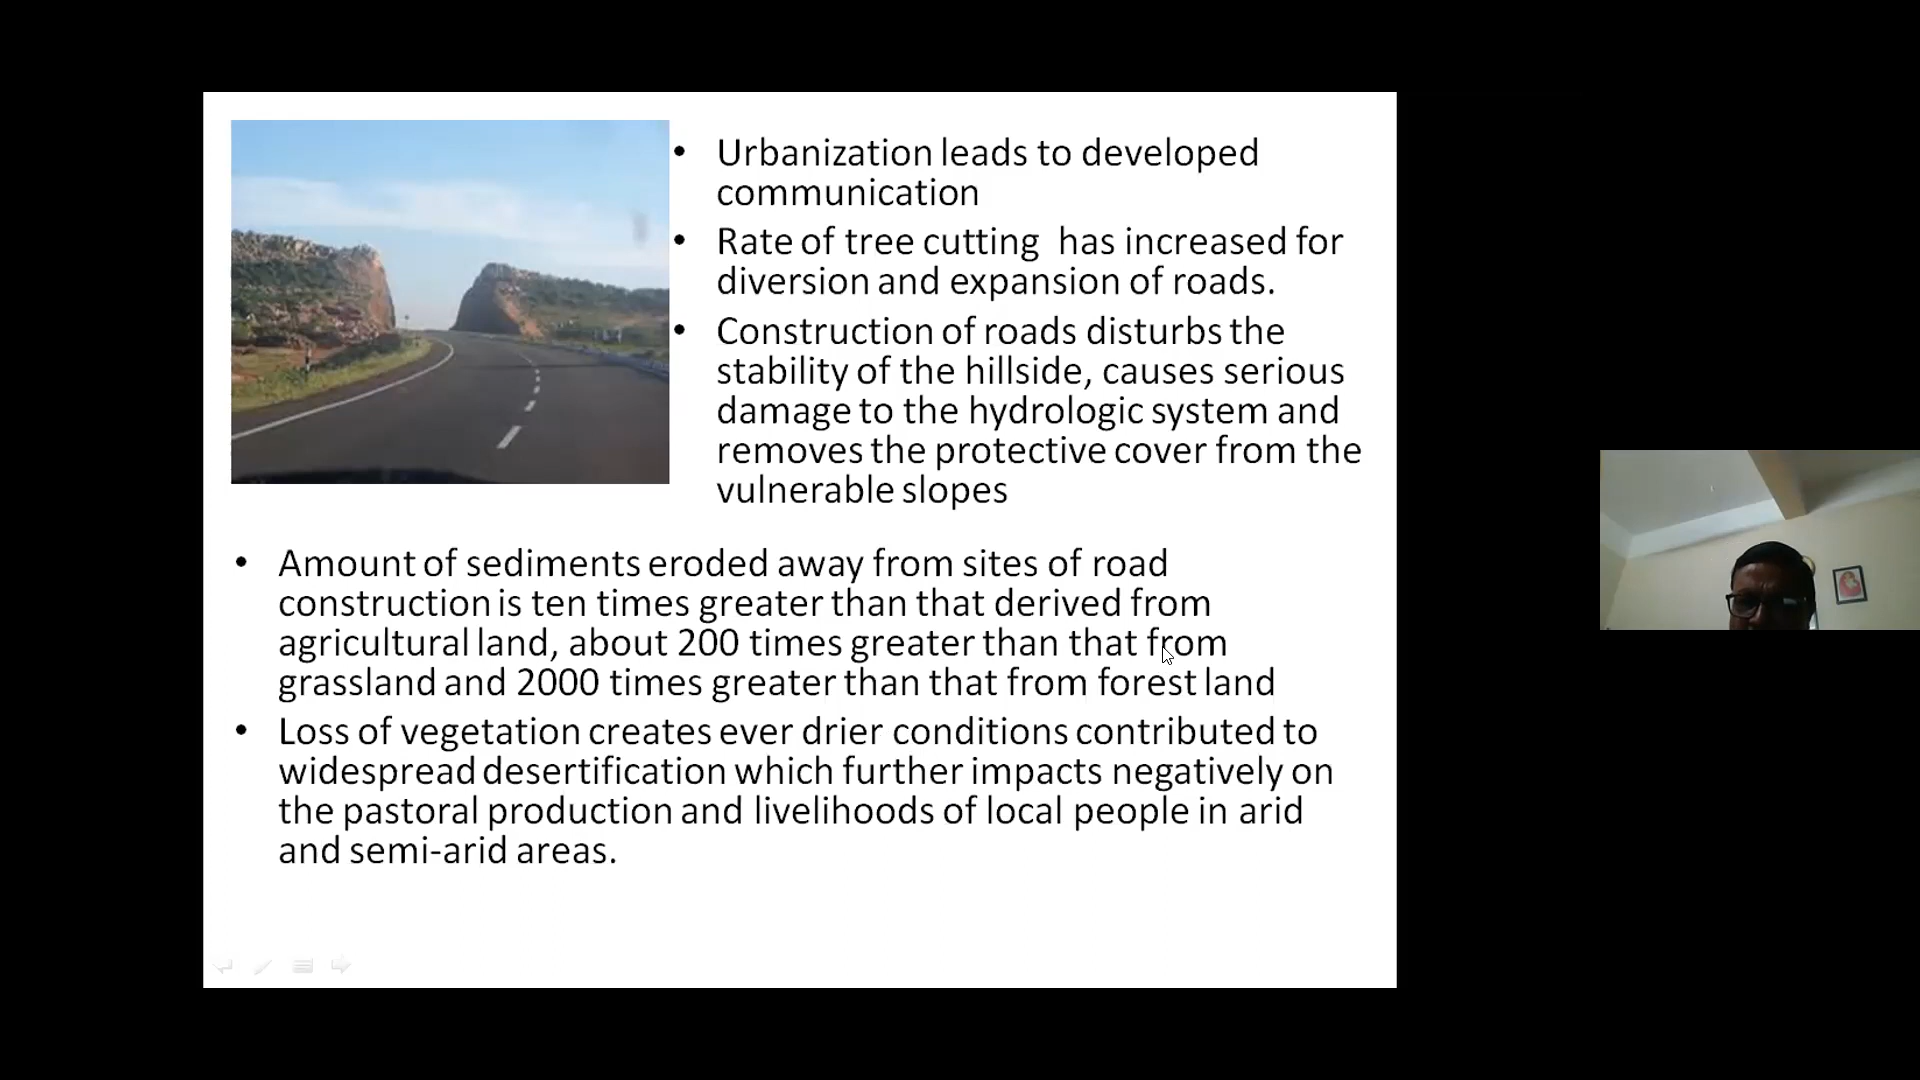 • Urbanization leads to developed
communication
• Rate of tree cutting has increased for
diversion and expansion of roads.
• Construction of roads disturbs the
stability of the hillside, causes serious
damage to the hydrologic system and
removes the protective cover from the
vulnerable slopes
• Amount of sediments eroded away from sites of road
construction is ten times greater than that derived from
agricultural land, about 200 times greater than that from
grassland and 2000 times greater than that from forest land
• Loss of vegetation creates ever drier conditions contributed to
widespread desertification which further impacts negatively on
the pastoral production and livelihoods of local people in arid
and semi-arid areas.